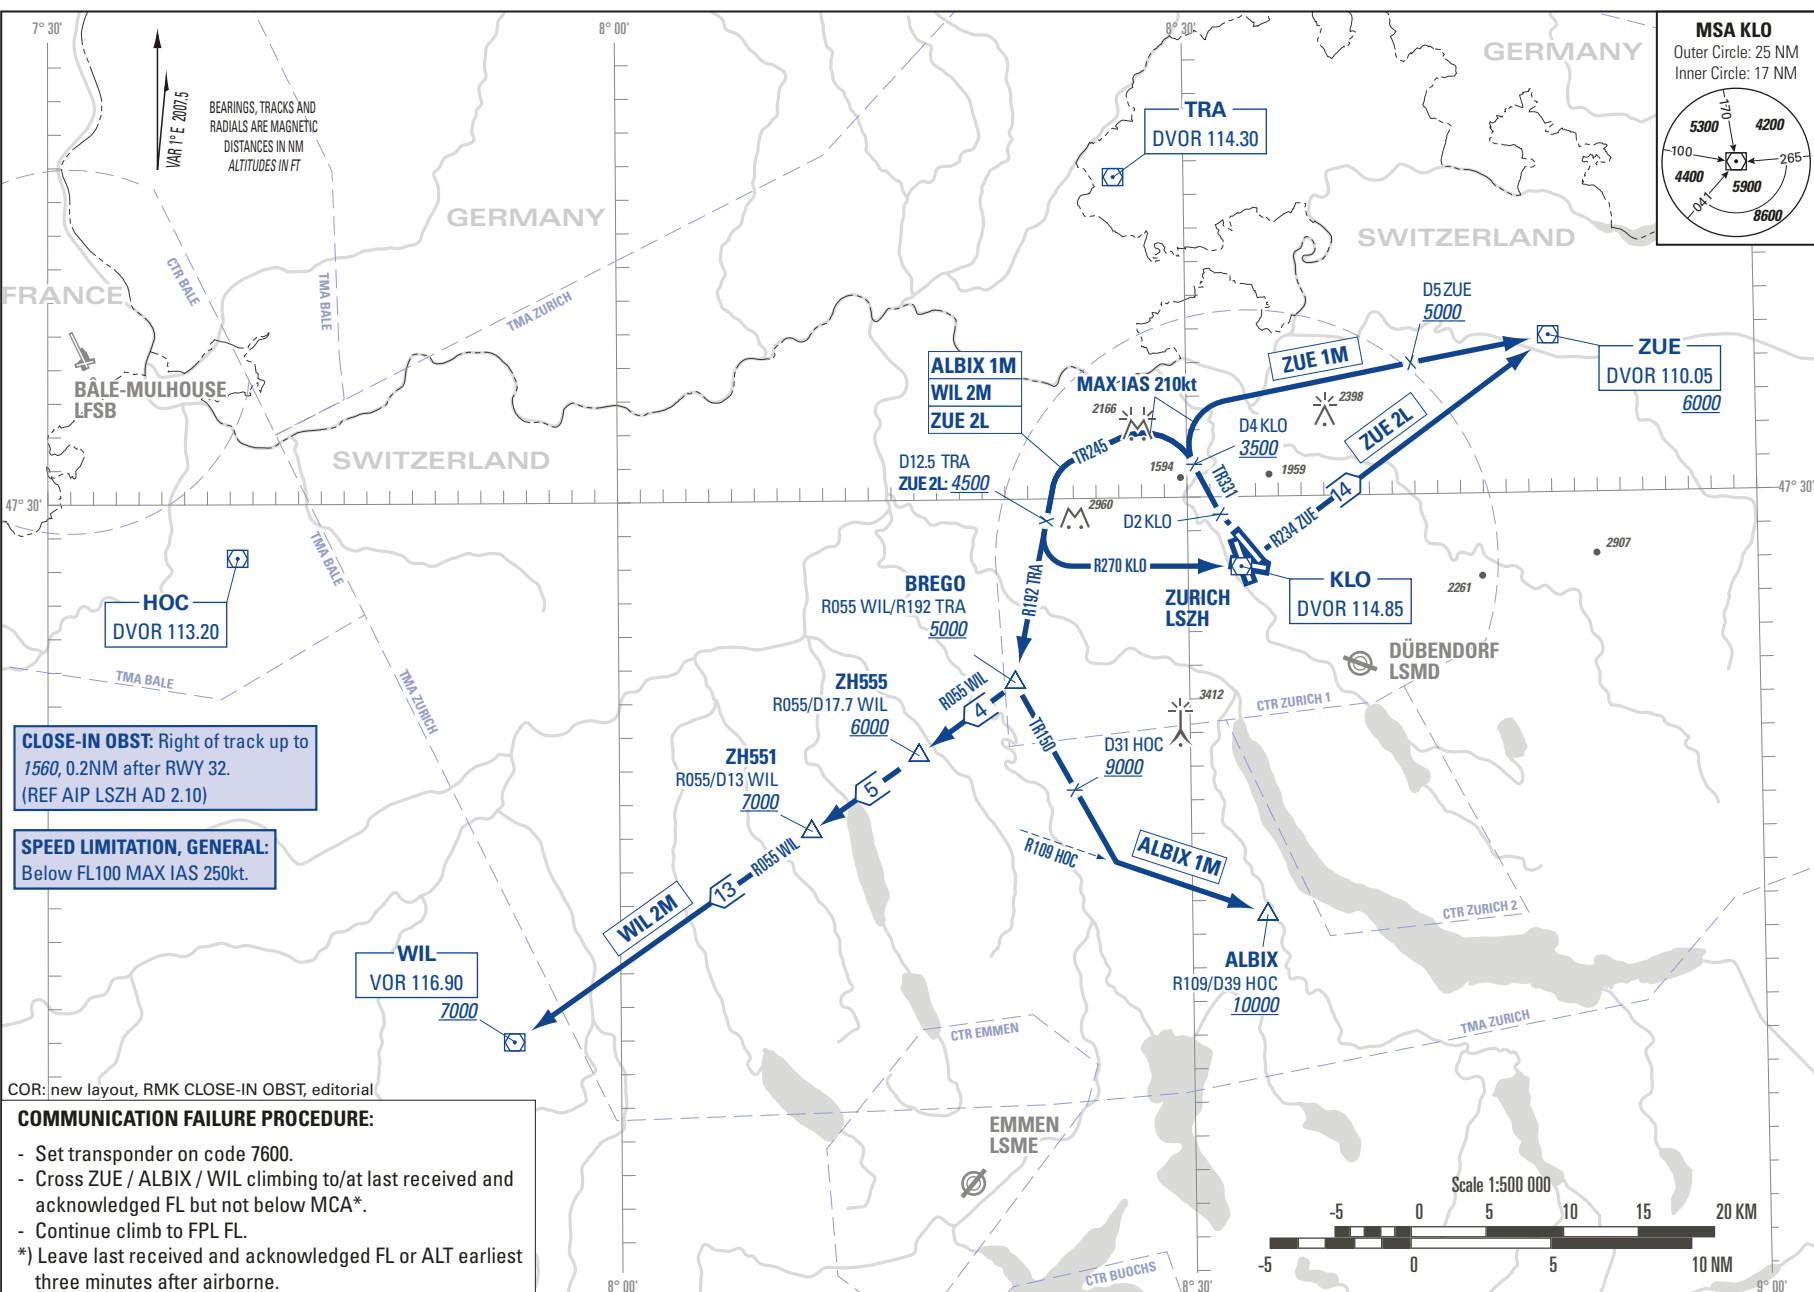 7° 30'
8° 00'
8° 30'
VAR 1° E 2007.5
BEARINGS, TRACKS AND
RADIALS ARE MAGNETIC
DISTANCES IN NM
ALTITUDES IN FT
GERMANY
GERMANY
MSA KLO
Outer Circle: 25 NM
Inner Circle: 17 NM
170
5300
4200
100
265
4400
5900
041
8600
TRA
DVOR 114.30
SWITZERLAND
FRANCE
CTR BALE
TMA BALE
TMA ZURICH
BÂLE-MULHOUSE
LFSB
SWITZERLAND
D5 ZUE
5000
ZUE
DVOR 110.05
6000
ZUE 1M
ZUE 2L
ALBIX 1M
WIL 2M
ZUE 2L
MAX IAS 210kt
2166
2398
D4 KLO
3500
TR245
D12.5 TRA
ZUE 2L: 4500
1594
1959
TR331
14
47° 30'
47° 30'
2960
D2 KLO
R234 ZUE
2907
2261
TMA BALE
HOC
DVOR 113.20
R270 KLO
R192 TRA
BREGO
R055 WIL/R192 TRA
5000
ZURICH
LSZH
KLO
DVOR 114.85
DÜBENDORF
LSMD
TMA BALE
TMA ZURICH
ZH555
R055/D17.7 WIL
6000
R055 WIL
4
3412
CTR ZURICH 1
TR150
D31 HOC
9000
CLOSE-IN OBST: Right of track up to
1560, 0.2NM after RWY 32.
(REF AIP LSZH AD 2.10)
ZH551
R055/D13 WIL
7000
5
SPEED LIMITATION, GENERAL:
Below FL100 MAX IAS 250kt.
R055 WIL
13
R109 HOC
ALBIX 1M
WIL 2M
CTR ZURICH 2
WIL
VOR 116.90
7000
ALBIX
R109/D39 HOC
10000
CTR EMMEN
TMA ZURICH
COR: new layout, RMK CLOSE-IN OBST, editorial
COMMUNICATION FAILURE PROCEDURE:
- Set transponder on code 7600.
- Cross ZUE / ALBIX / WIL climbing to/at last received and
acknowledged FL but not below MCA*.
- Continue climb to FPL FL.
*) Leave last received and acknowledged FL or ALT earliest
three minutes after airborne.
EMMEN
LSME
CTR BUOCHS
Scale 1:500 000
-5 0 5 10 15 20 KM
-5 0 5 10 NM
8° 00'
8° 30'
9° 00'